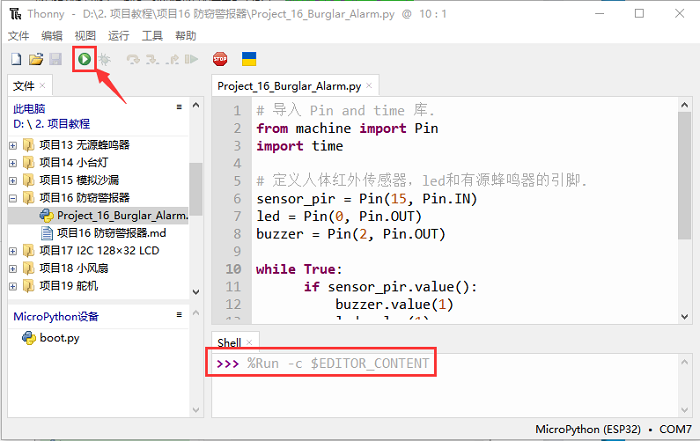 Thonny - D:\2. 项目教程\项目16 防窃警报器\Project_16_Burglar_Alarm.py @ 10 : 1
文件 编辑 视图 运行 工具 帮助
STOP
文件 ×
此电脑
D: \ 2. 项目教程
项目13 无源蜂鸣器
项目14 小台灯
项目15 模拟沙漏
项目16 防窃警报器
Project_16_Burglar_Alarm.
项目16 防窃警报器.md
项目17 I2C 128×32 LCD
项目18 小风扇
项目19 舵机
MicroPython设备
boot.py
Project_16_Burglar_Alarm.py ×
1 # 导入 Pin and time 库.
2 from machine import Pin
3 import time
4
5 # 定义人体红外传感器，led和有源蜂鸣器的引脚.
6 sensor_pir = Pin(15, Pin.IN)
7 led = Pin(0, Pin.OUT)
8 buzzer = Pin(2, Pin.OUT)
9
10 while True:
11 if sensor_pir.value():
12 buzzer.value(1)
Shell ×
>>> %Run -c $EDITOR_CONTENT
MicroPython (ESP32) • COM7